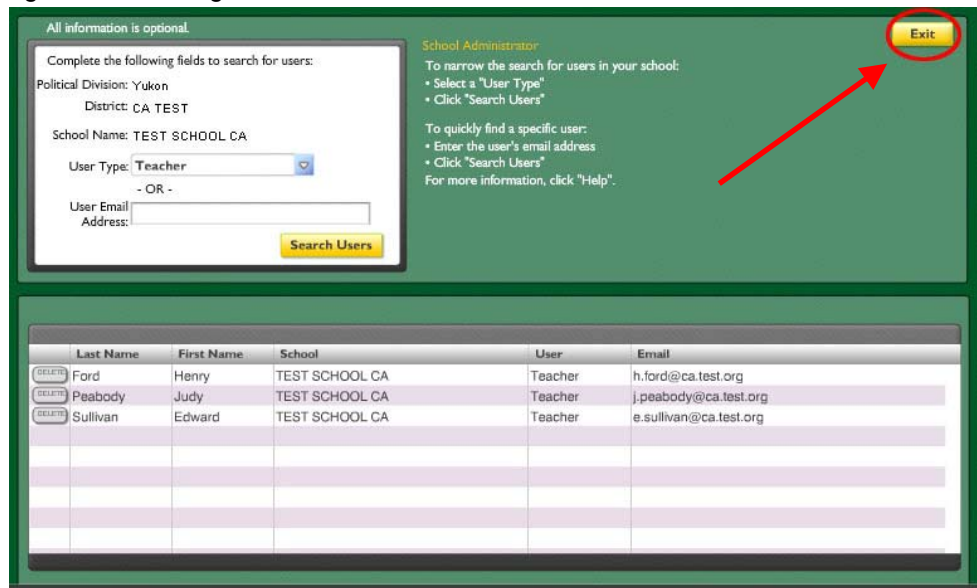 All information is optional.
Exit
Complete the following fields to search for users:
Political Division: Yukon
District: CA TEST
School Name: TEST SCHOOL CA
User Type: Teacher
- OR -
User Email
Address:
Search Users
School Administrator
To narrow the search for users in your school:
• Select a "User Type"
• Click "Search Users"
To quickly find a specific user:
• Enter the user's email address
• Click "Search Users"
For more information, click "Help".
Last Name First Name School User Email
DELETE Ford Henry TEST SCHOOL CA Teacher h.ford@ca.test.org
DELETE Peabody Judy TEST SCHOOL CA Teacher j.peabody@ca.test.org
DELETE Sullivan Edward TEST SCHOOL CA Teacher e.sullivan@ca.test.org